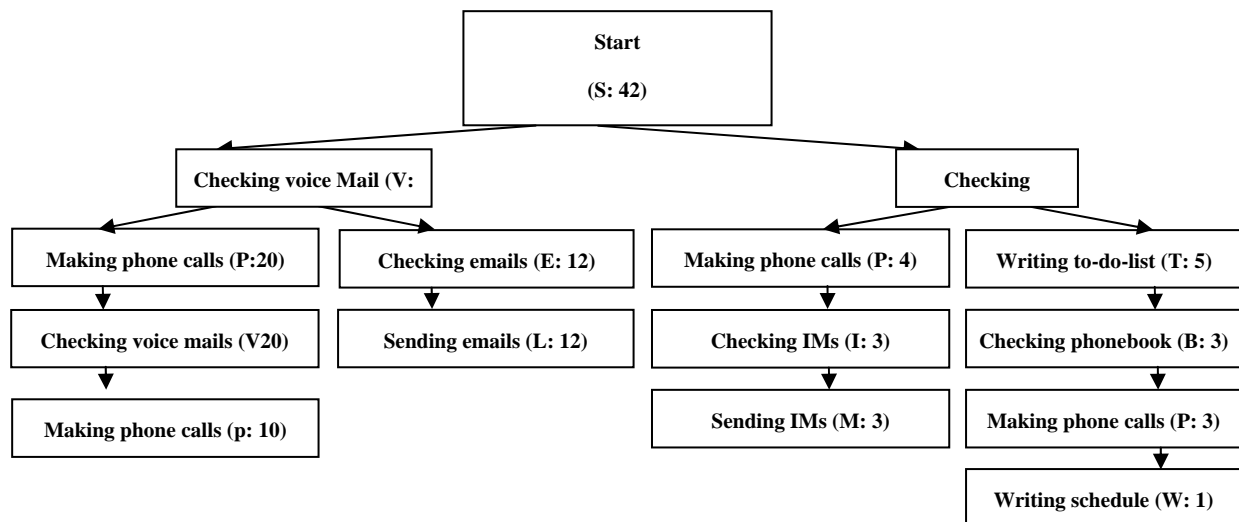 Start
(S: 42)
Checking voice Mail (V:
Checking
Making phone calls (P:20)
Checking emails (E: 12)
Making phone calls (P: 4)
Writing to-do-list (T: 5)
Checking voice mails (V20)
Sending emails (L: 12)
Checking IMs (I: 3)
Checking phonebook (B: 3)
Making phone calls (p: 10)
Sending IMs (M: 3)
Making phone calls (P: 3)
Writing schedule (W: 1)